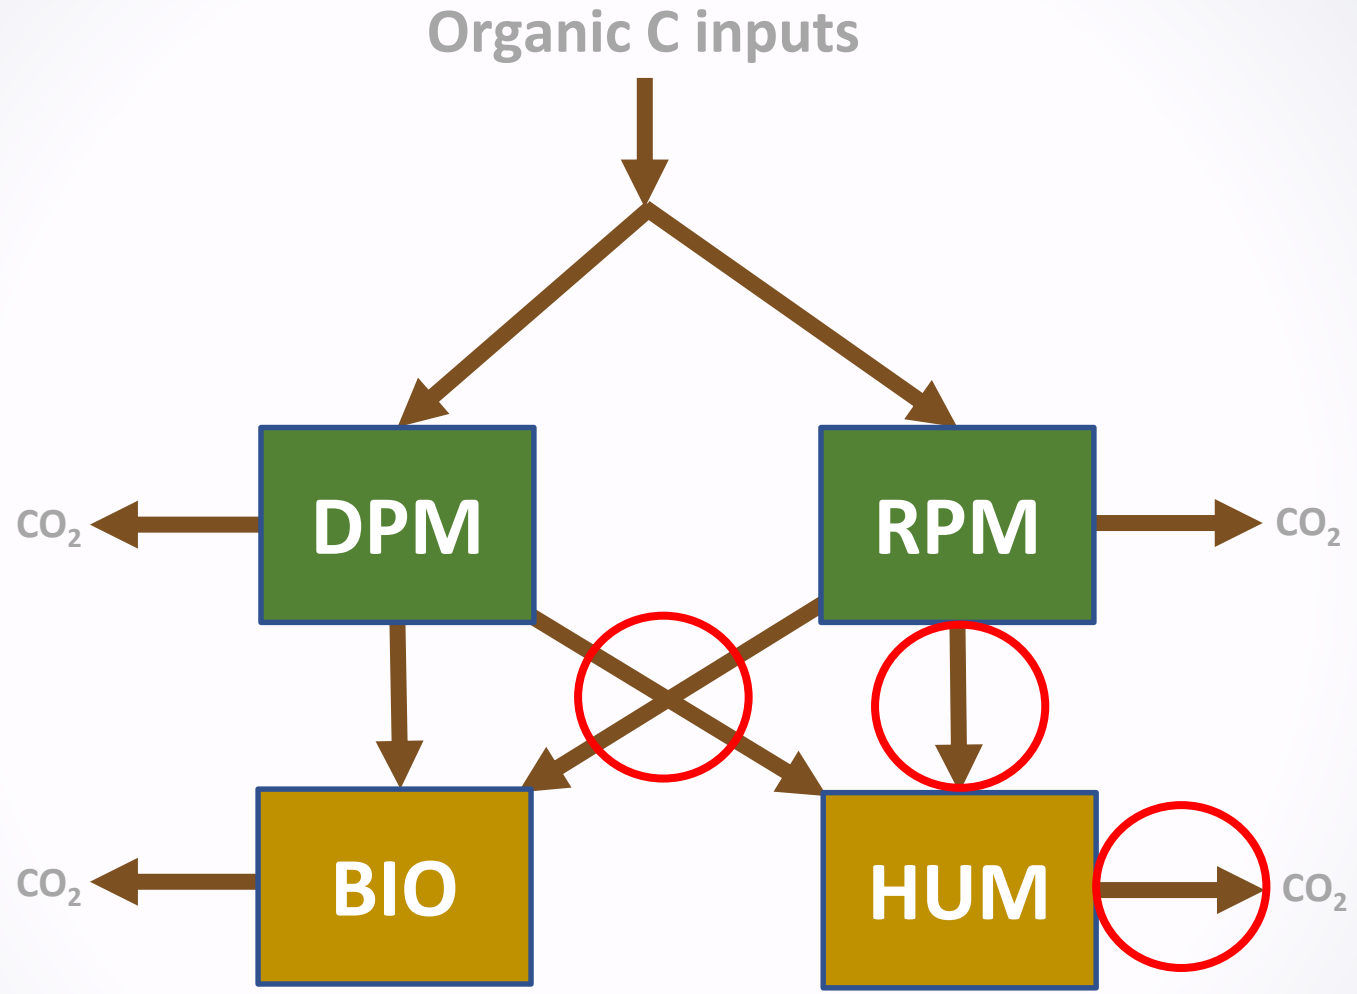 Organic C inputs
DPM
RPM
CO₂
CO₂
BIO
HUM
CO₂
CO₂